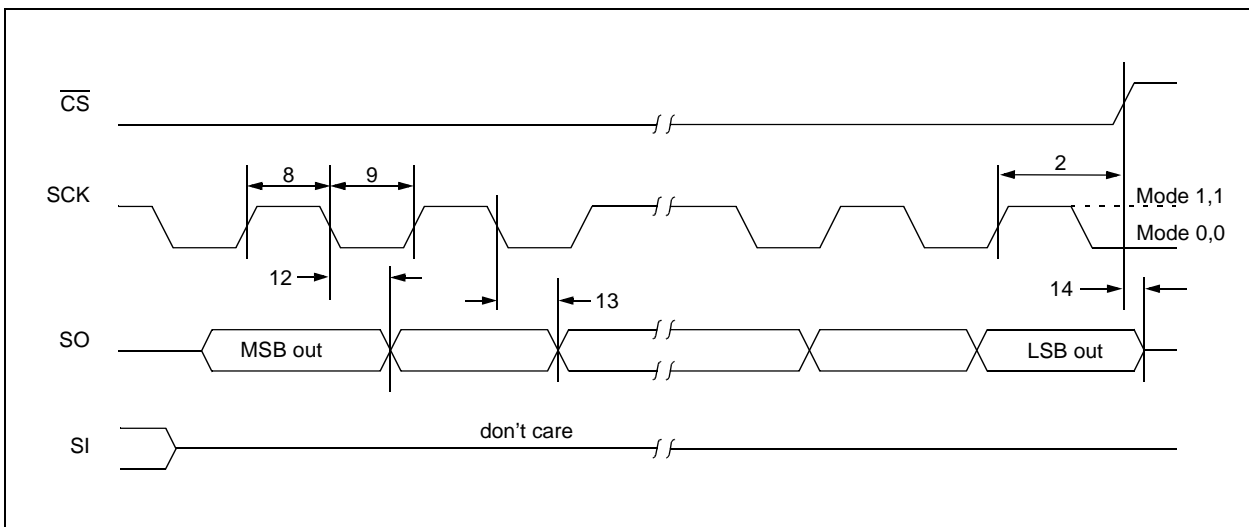 CS
8
9
2
SCK
Mode 1,1
Mode 0,0
12
13
14
SO
MSB out
LSB out
don't care
SI